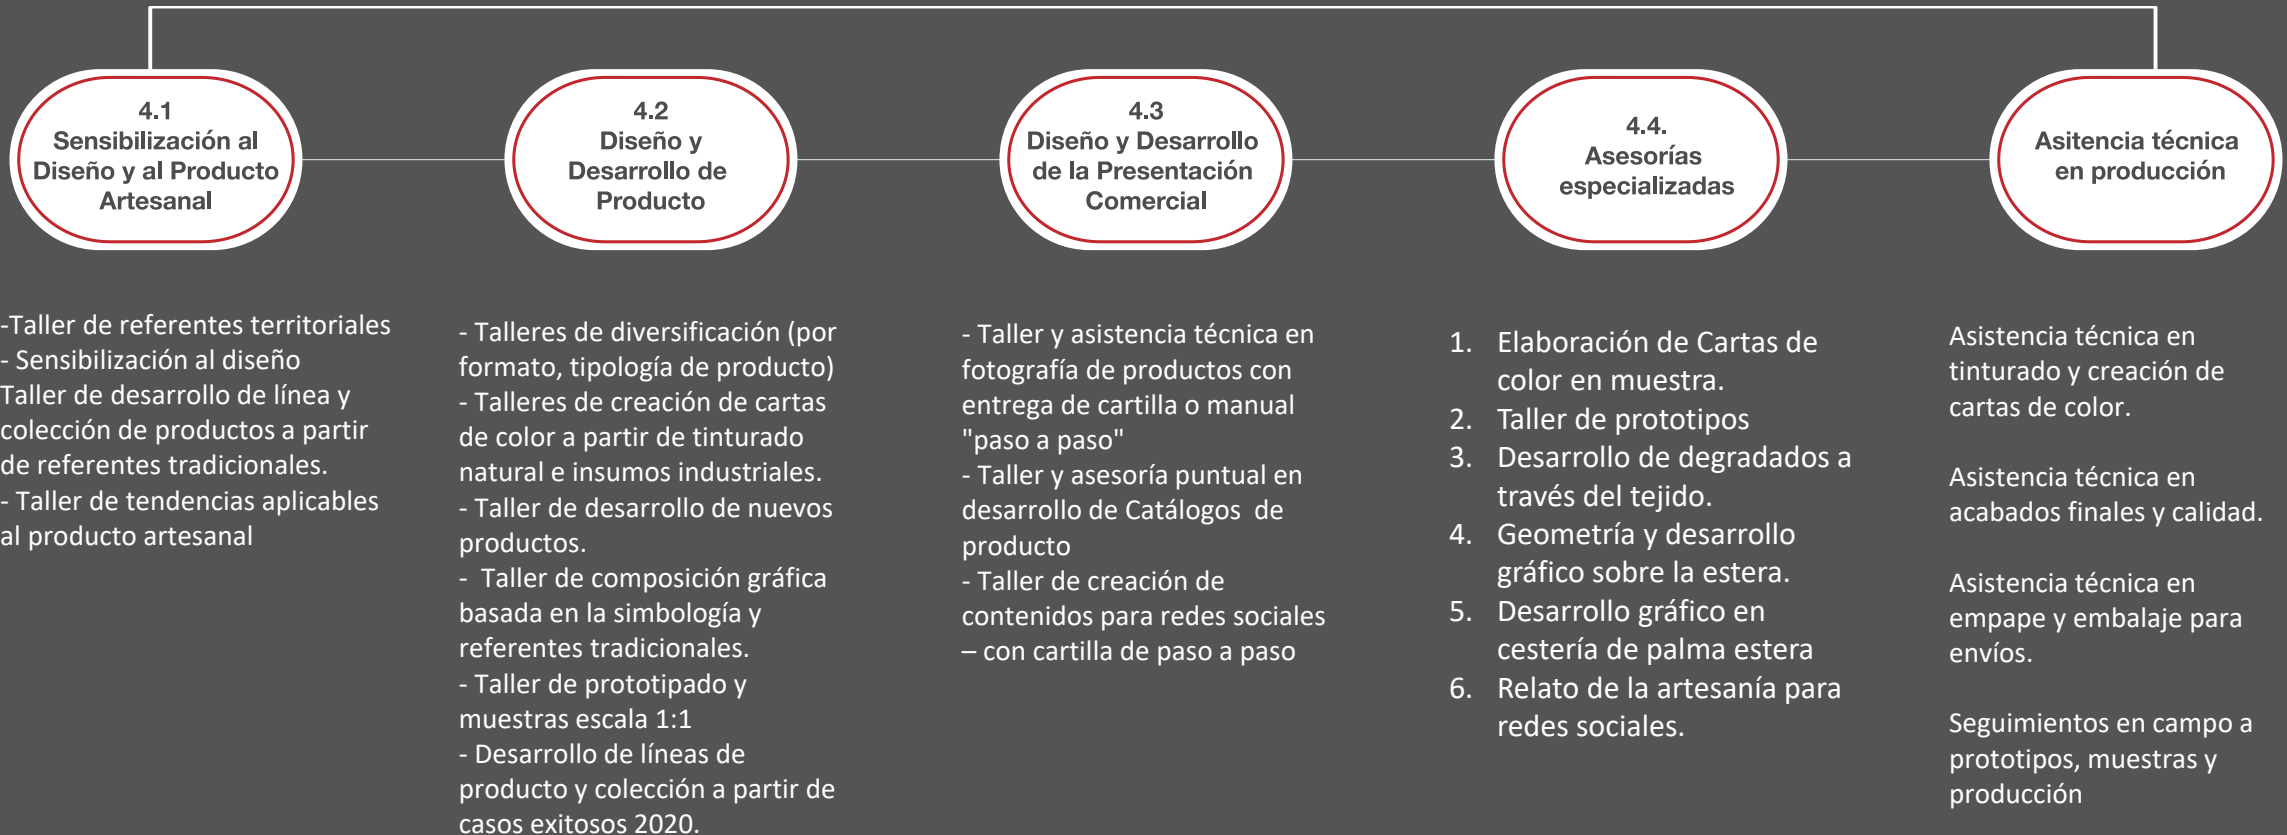 4.1
Sensibilización al
Diseño y al Producto
Artesanal
4.2
Diseño y
Desarrollo de
Producto
4.3
Diseño y Desarrollo
de la Presentación
Comercial
4.4.
Asesorías
especializadas
Asitencia técnica
en producción
-Taller de referentes territoriales
- Sensibilización al diseño
Taller de desarrollo de línea y
colección de productos a partir
de referentes tradicionales.
- Taller de tendencias aplicables
al producto artesanal
- Talleres de diversificación (por
formato, tipología de producto)
- Talleres de creación de cartas
de color a partir de tinturado
natural e insumos industriales.
- Taller de desarrollo de nuevos
productos.
-  Taller de composición gráfica
basada en la simbología y
referentes tradicionales.
- Taller de prototipado y
muestras escala 1:1
- Desarrollo de líneas de
producto y colección a partir de
casos exitosos 2020.
- Taller y asistencia técnica en
fotografía de productos con
entrega de cartilla o manual
"paso a paso"
- Taller y asesoría puntual en
desarrollo de Catálogos  de
producto
- Taller de creación de
contenidos para redes sociales
– con cartilla de paso a paso
1. Elaboración de Cartas de
color en muestra.
2. Taller de prototipos
3. Desarrollo de degradados a
través del tejido.
4. Geometría y desarrollo
gráfico sobre la estera.
5. Desarrollo gráfico en
cestería de palma estera
6. Relato de la artesanía para
redes sociales.
Asistencia técnica en
tinturado y creación de
cartas de color.
Asistencia técnica en
acabados finales y calidad.
Asistencia técnica en
empape y embalaje para
envíos.
Seguimientos en campo a
prototipos, muestras y
producción